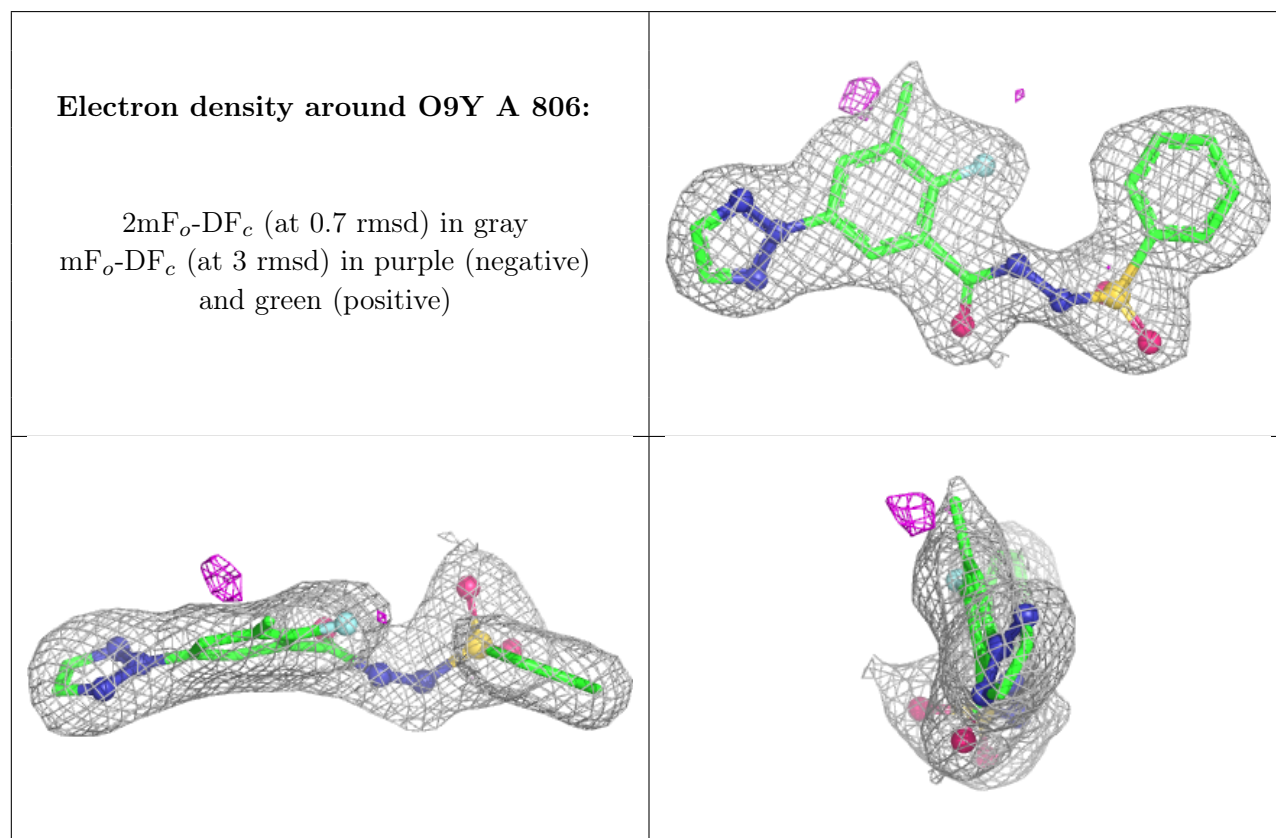 Electron density around O9Y A 806:
2mFo-DFc (at 0.7 rmsd) in gray
mFo-DFc (at 3 rmsd) in purple (negative)
and green (positive)